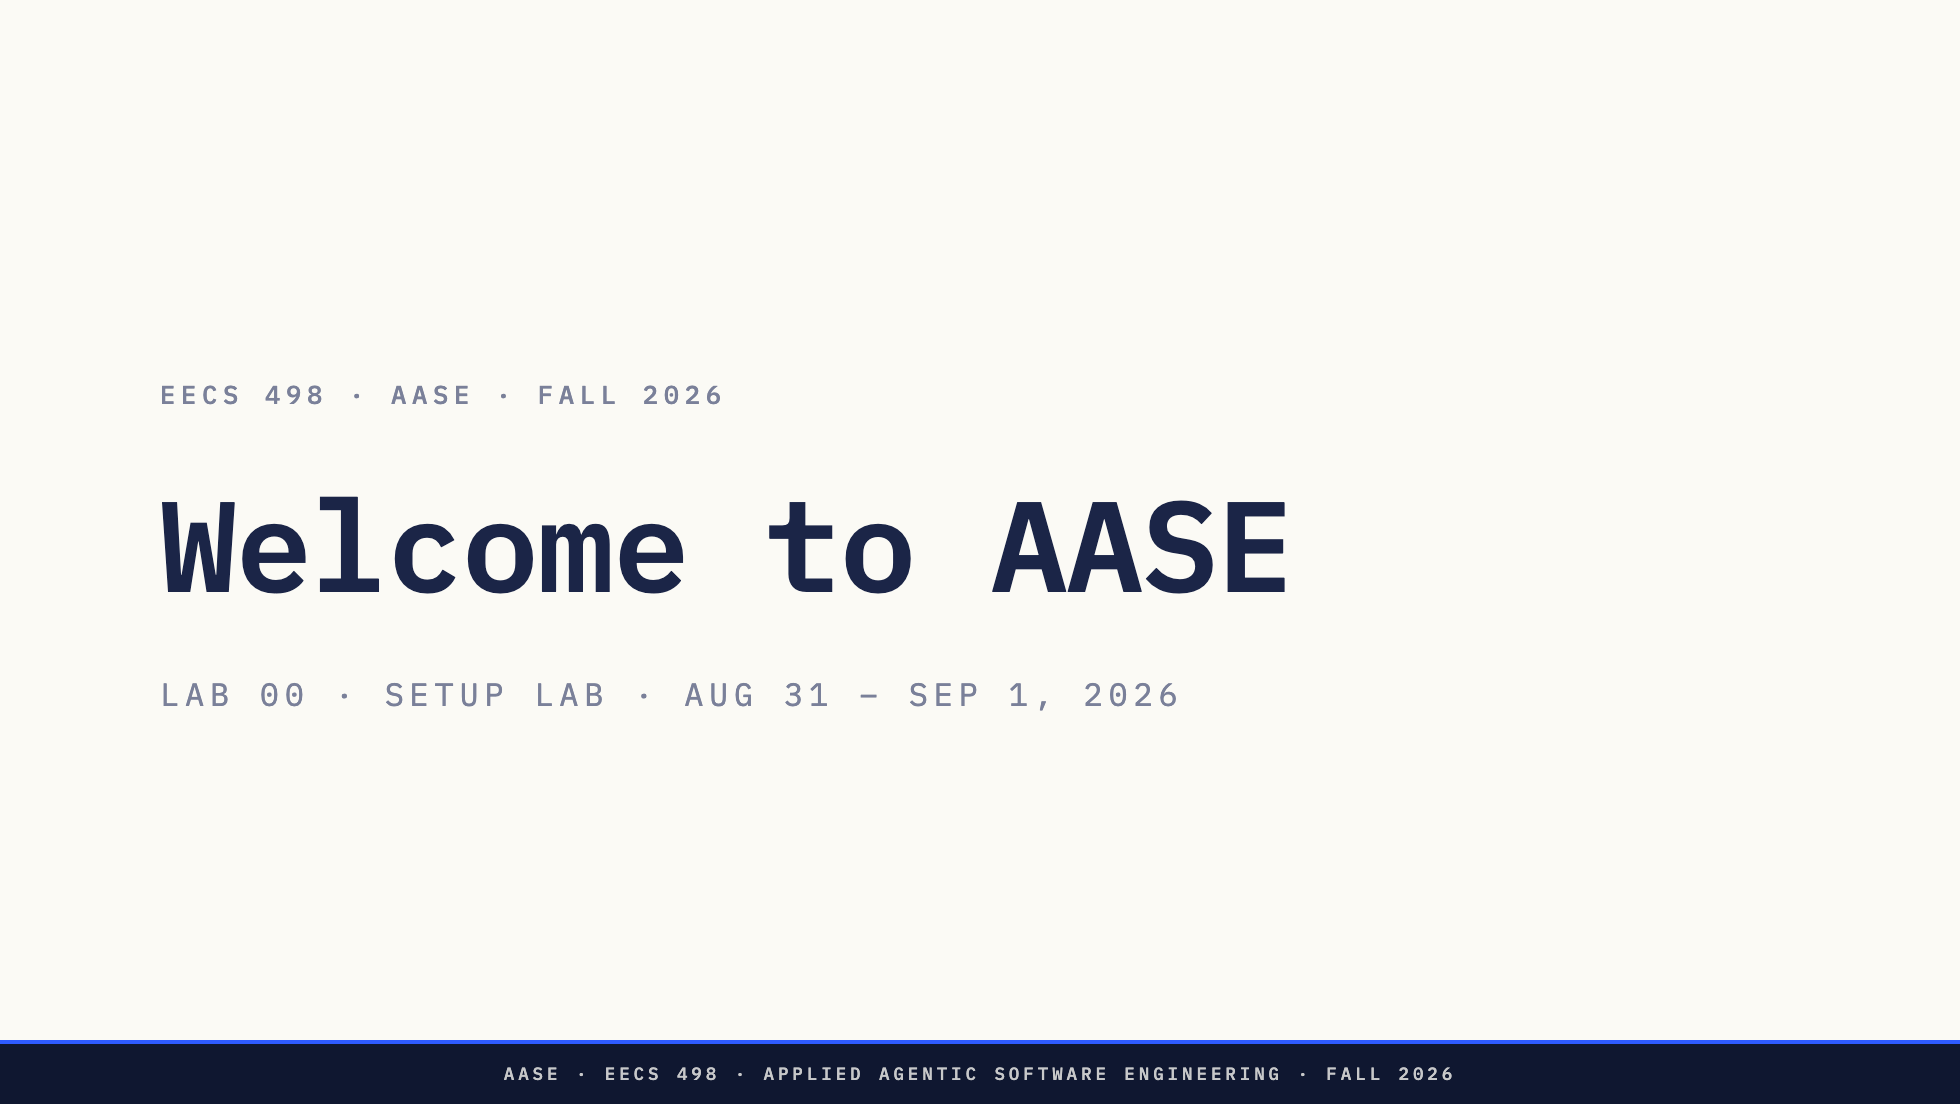 EECS 498 · AASE · FALL 2026
Welcome to AASE
LAB 00 · SETUP LAB · AUG 31 – SEP 1, 2026
AASE · EECS 498 · APPLIED AGENTIC SOFTWARE ENGINEERING · FALL 2026